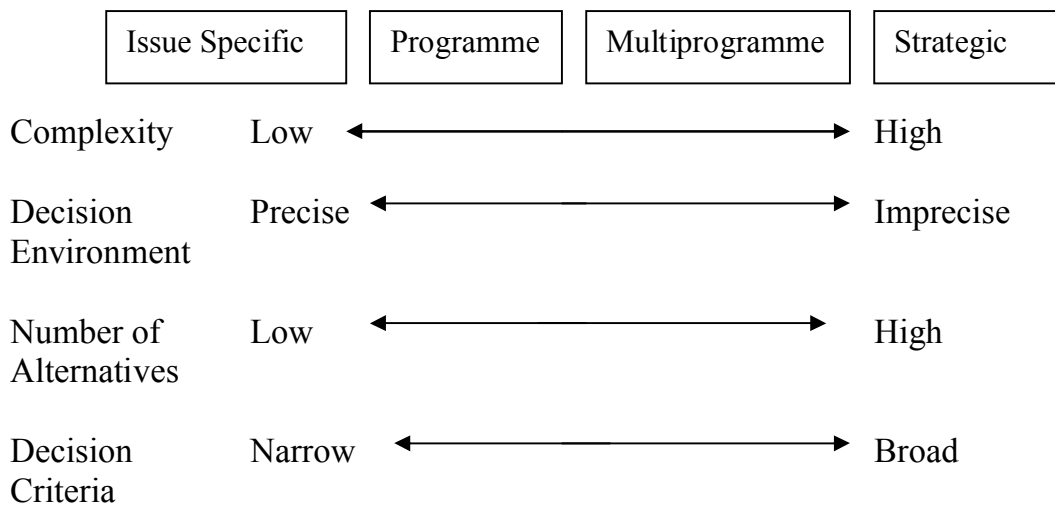 Issue Specific Programme Multiprogramme Strategic
Complexity Low High
Decision Precise Imprecise
Environment
Number of Low High
Alternatives
Decision Narrow Broad
Criteria